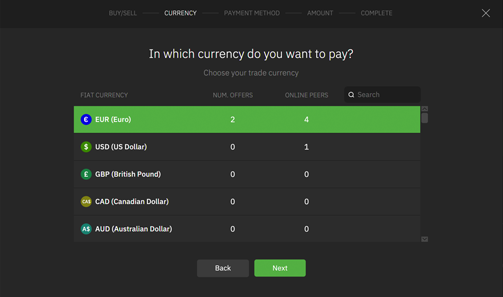 BUY/SELL CURRENCY PAYMENT METHOD AMOUNT COMPLETE
In which currency do you want to pay?
Choose your trade currency
FIAT CURRENCY NUM. OFFERS ONLINE PEERS Search
€ EUR (Euro) 2 4
$ USD (US Dollar) 0 1
£ GBP (British Pound) 0 0
CA$ CAD (Canadian Dollar) 0 0
A$ AUD (Australian Dollar) 0 0
Back Next